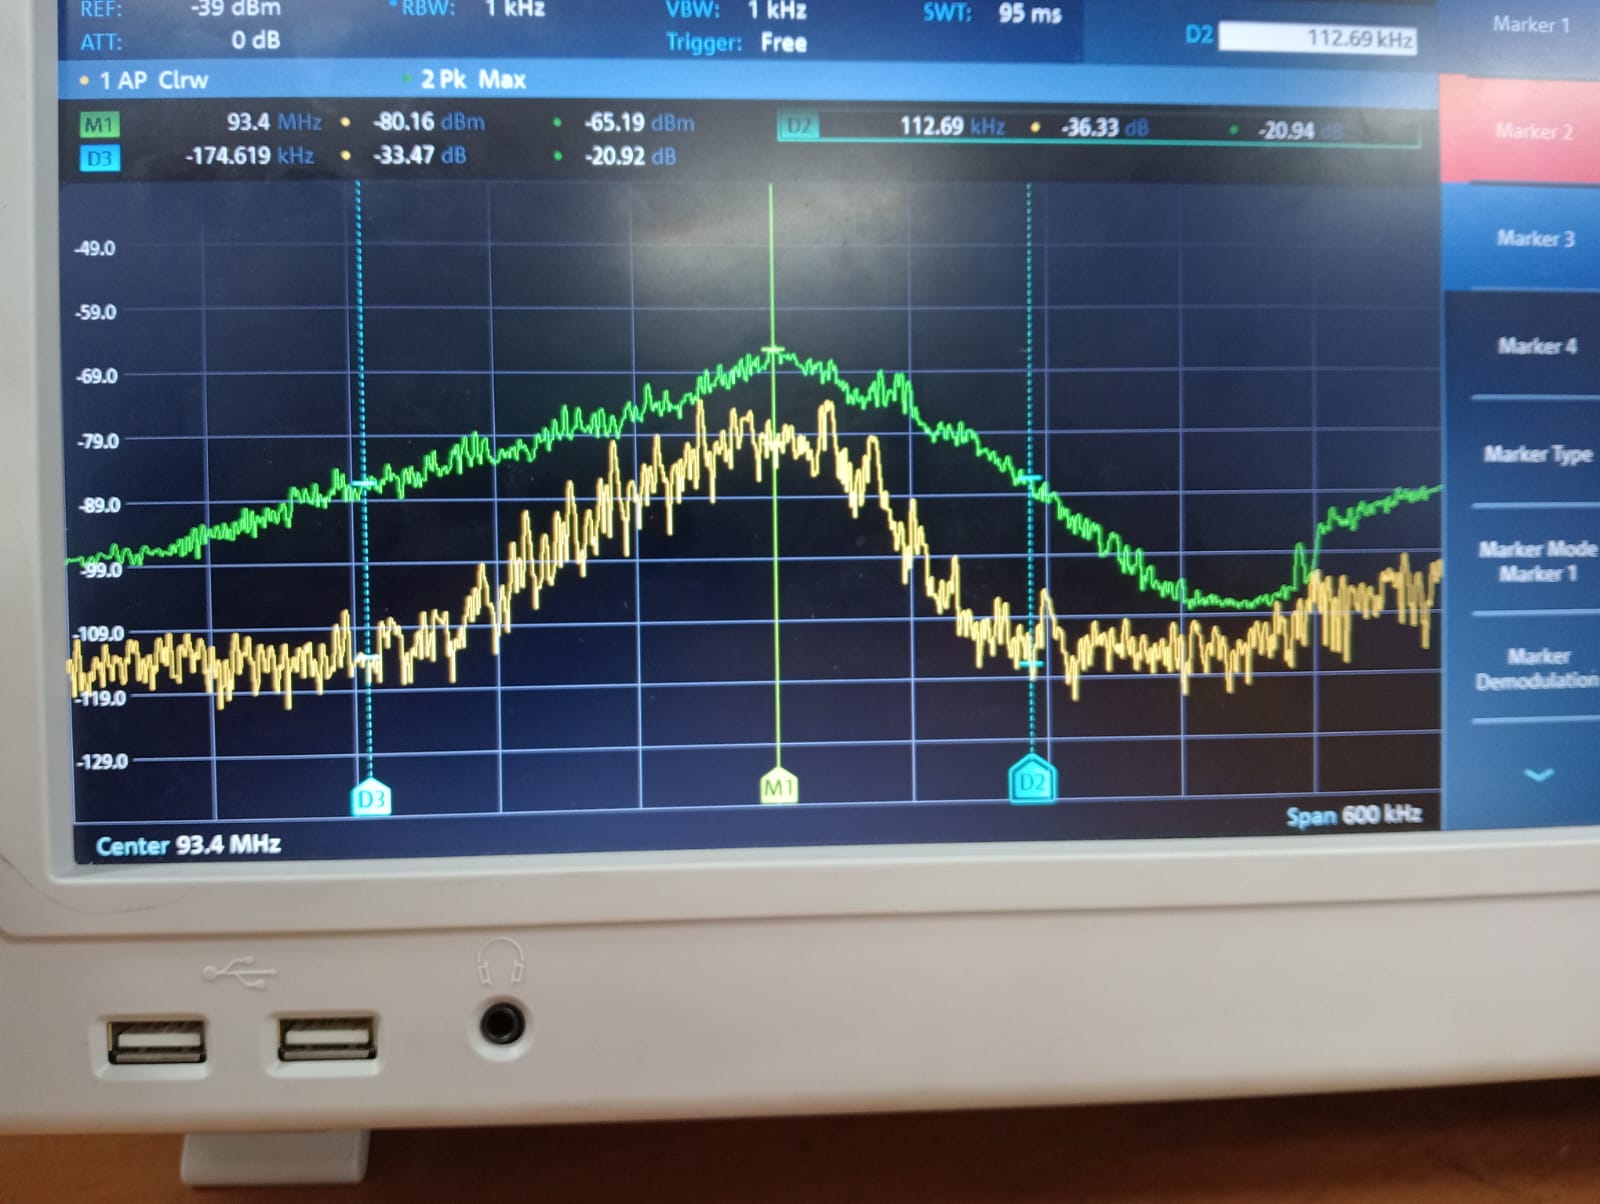 REF: -39 dBm * RBW: 1 kHz VBW: 1 kHz SWT: 95 ms
ATT: 0 dB Trigger: Free D2 112.69 kHz
1 AP Clrw 2 Pk Max
M1 93.4 MHz -80.16 dBm -65.19 dBm D2 112.69 kHz -36.33 dB -20.94 dB
D3 -174.619 kHz -33.47 dB -20.92 dB
-49.0
-59.0
-69.0
-79.0
-89.0
-99.0
-109.0
-119.0
-129.0
D3 M1 D2
Center 93.4 MHz Span 600 kHz
Marker 1
Marker 2
Marker 3
Marker 4
Marker Type
Marker Mode
Marker 1
Marker
Demodulation